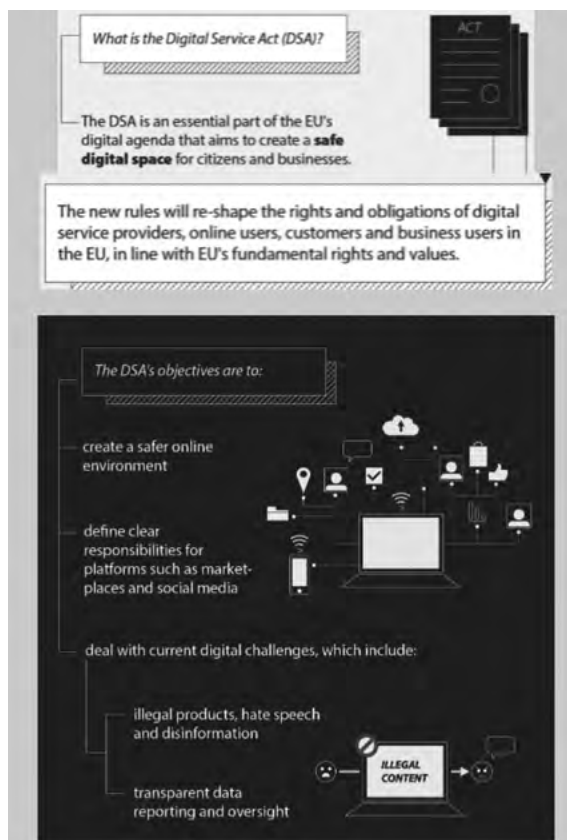 What is the Digital Service Act (DSA)?
ACT
The DSA is an essential part of the EU's
digital agenda that aims to create a safe
digital space for citizens and businesses.
The new rules will re-shape the rights and obligations of digital
service providers, online users, customers and business users in
the EU, in line with EU's fundamental rights and values.
The DSA's objectives are to:
create a safer online
environment
define clear
responsibilities for
platforms such as market-
places and social media
deal with current digital challenges, which include:
illegal products, hate speech
and disinformation
ILLEGAL
CONTENT
transparent data
reporting and oversight